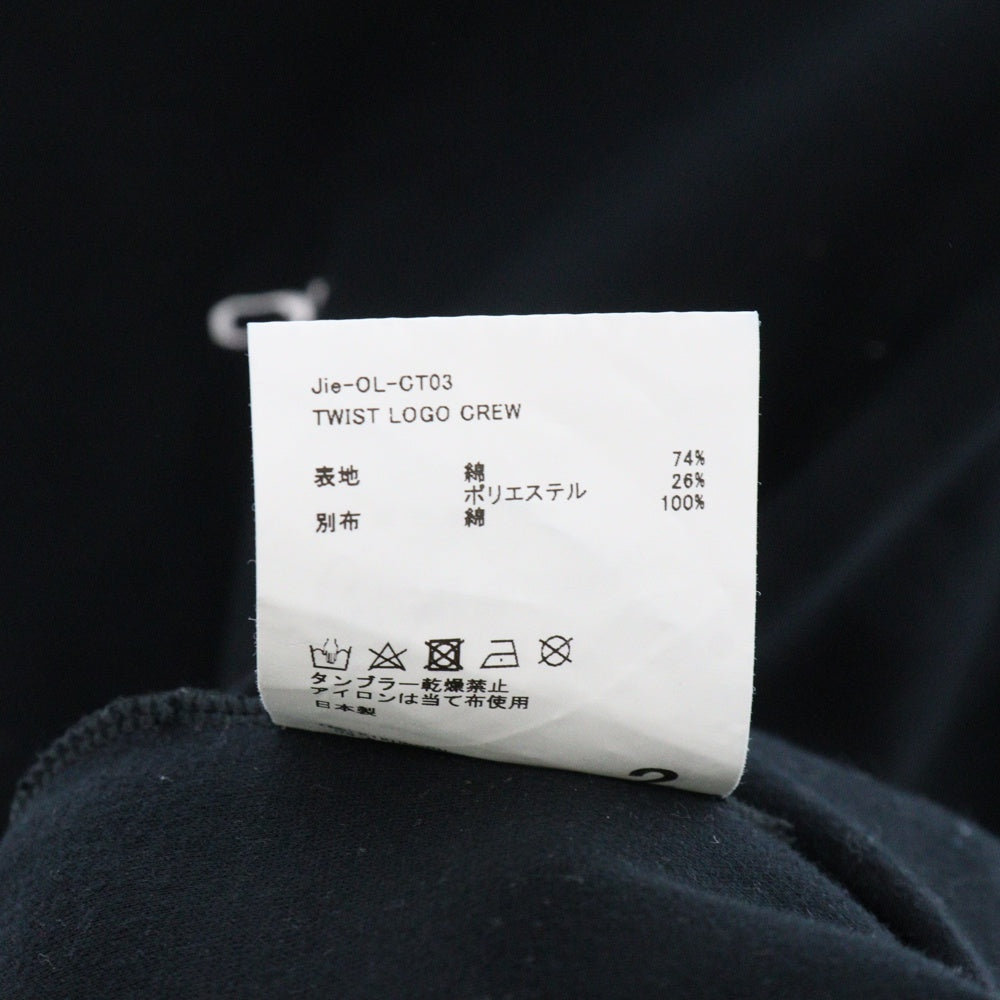 Jie-OL-CT03
TWIST LOGO CREW
表地 綿 74%
ポリエステル 26%
別布 綿 100%
タンブラー乾燥禁止
アイロンは当て布使用
日本製
2